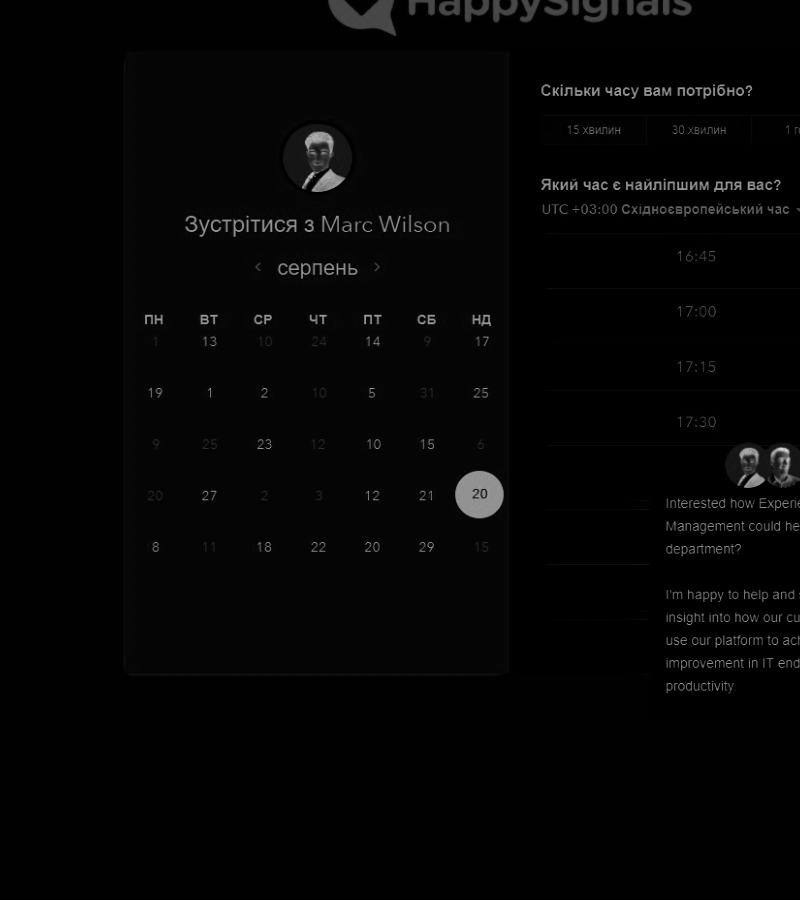 HappySignals
Зустрітися з Marc Wilson
серпень
ПН ВТ СР ЧТ ПТ СБ НД
1 13 10 24 14 9 17
19 1 2 10 5 31 25
9 25 23 12 10 15 6
20 27 2 3 12 21 20
8 11 18 22 20 29 15
Скільки часу вам потрібно?
15 хвилин 30 хвилин 1 г
Який час є найліпшим для вас?
UTC +03:00 Східноєвропейський час
16:45
17:00
17:15
17:30
Interested how Experie
Management could he
department?
I'm happy to help and s
insight into how our cu
use our platform to ach
improvement in IT end
productivity.